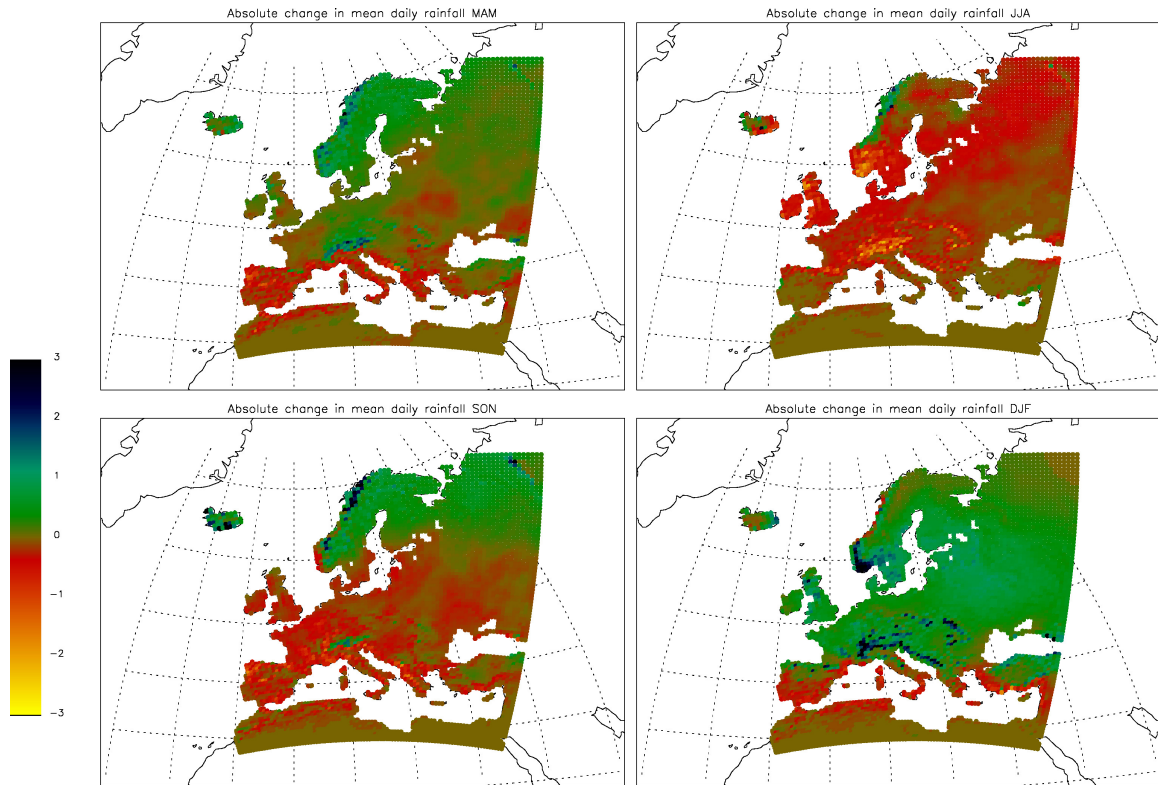 Absolute change in mean daily rainfall MAM
Absolute change in mean daily rainfall JJA
3
2
1
0
−1
−2
−3
Absolute change in mean daily rainfall SON
Absolute change in mean daily rainfall DJF